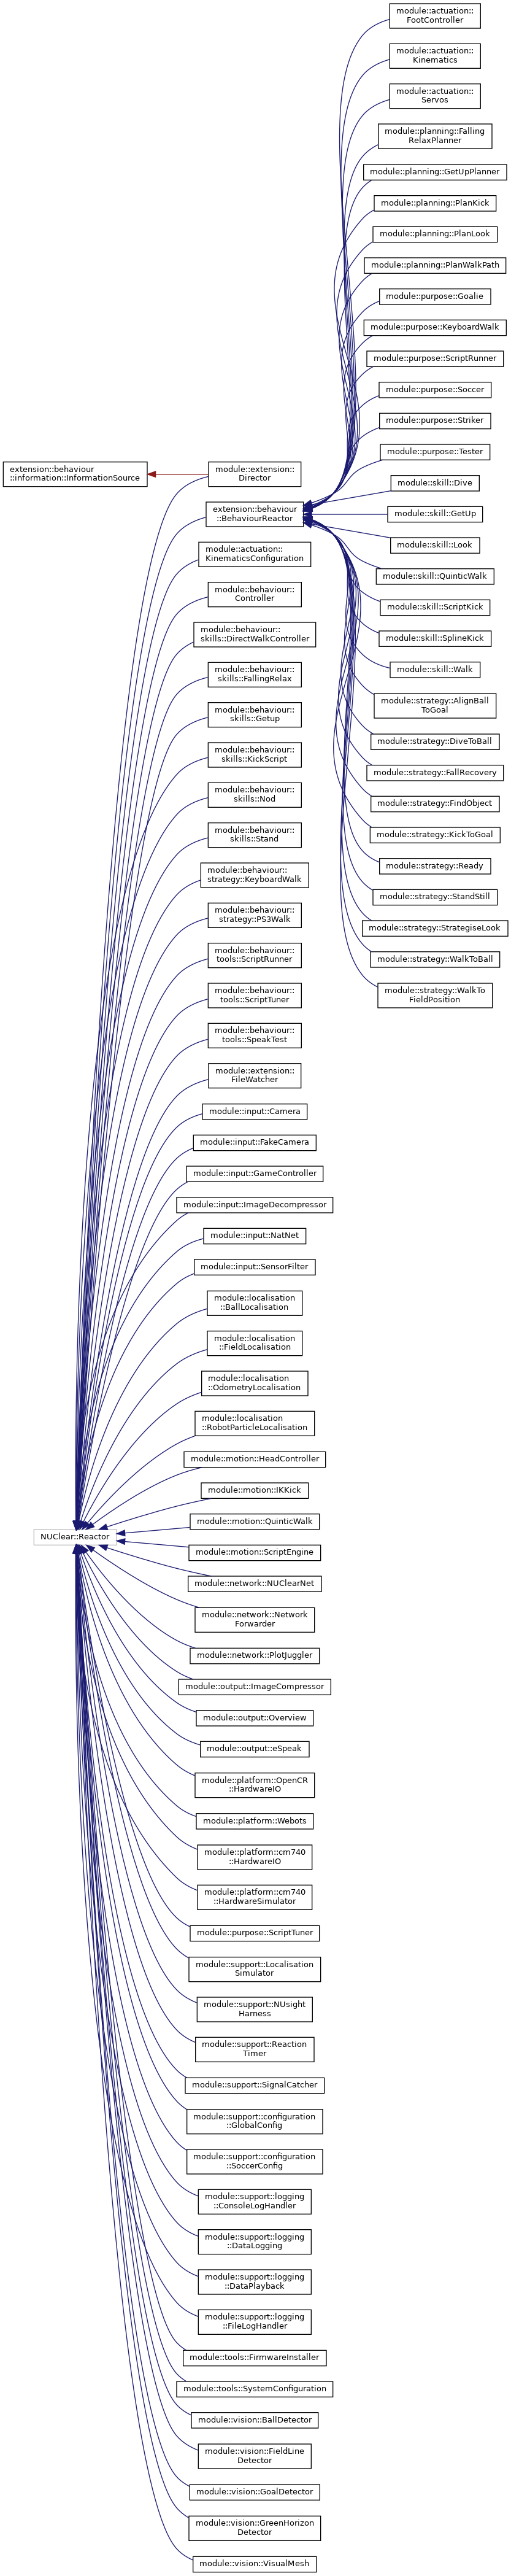 module::actuation::
FootController
module::actuation::
Kinematics
module::actuation::
Servos
module::planning::Falling
RelaxPlanner
module::planning::GetUpPlanner
module::planning::PlanKick
module::planning::PlanLook
module::planning::PlanWalkPath
module::purpose::Goalie
module::purpose::KeyboardWalk
module::purpose::ScriptRunner
module::purpose::Soccer
module::purpose::Striker
module::purpose::Tester
module::skill::Dive
module::skill::GetUp
module::skill::Look
module::skill::QuinticWalk
module::skill::ScriptKick
module::skill::SplineKick
module::skill::Walk
module::strategy::AlignBall
ToGoal
module::strategy::DiveToBall
module::strategy::FallRecovery
module::strategy::FindObject
module::strategy::KickToGoal
module::strategy::Ready
module::strategy::StandStill
module::strategy::StrategiseLook
module::strategy::WalkToBall
module::strategy::WalkTo
FieldPosition
extension::behaviour
::information::InformationSource
module::extension::
Director
extension::behaviour
::BehaviourReactor
module::actuation::
KinematicsConfiguration
module::behaviour::
Controller
module::behaviour::
skills::DirectWalkController
module::behaviour::
skills::FallingRelax
module::behaviour::
skills::Getup
module::behaviour::
skills::KickScript
module::behaviour::
skills::Nod
module::behaviour::
skills::Stand
module::behaviour::
strategy::KeyboardWalk
module::behaviour::
strategy::PS3Walk
module::behaviour::
tools::ScriptRunner
module::behaviour::
tools::ScriptTuner
module::behaviour::
tools::SpeakTest
module::extension::
FileWatcher
module::input::Camera
module::input::FakeCamera
module::input::GameController
module::input::ImageDecompressor
module::input::NatNet
module::input::SensorFilter
module::localisation
::BallLocalisation
module::localisation
::FieldLocalisation
module::localisation
::OdometryLocalisation
module::localisation
::RobotParticleLocalisation
module::motion::HeadController
module::motion::IKKick
module::motion::QuinticWalk
NUClear::Reactor
module::motion::ScriptEngine
module::network::NUClearNet
module::network::Network
Forwarder
module::network::PlotJuggler
module::output::ImageCompressor
module::output::Overview
module::output::eSpeak
module::platform::OpenCR
::HardwareIO
module::platform::Webots
module::platform::cm740
::HardwareIO
module::platform::cm740
::HardwareSimulator
module::purpose::ScriptTuner
module::support::Localisation
Simulator
module::support::NUsight
Harness
module::support::Reaction
Timer
module::support::SignalCatcher
module::support::configuration
::GlobalConfig
module::support::configuration
::SoccerConfig
module::support::logging
::ConsoleLogHandler
module::support::logging
::DataLogging
module::support::logging
::DataPlayback
module::support::logging
::FileLogHandler
module::tools::FirmwareInstaller
module::tools::SystemConfiguration
module::vision::BallDetector
module::vision::FieldLine
Detector
module::vision::GoalDetector
module::vision::GreenHorizon
Detector
module::vision::VisualMesh